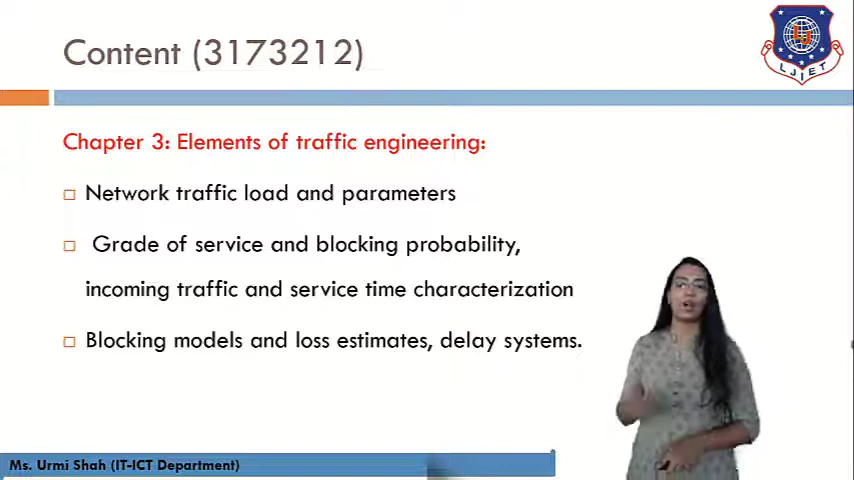 Content (3173212)
LJIET
Chapter 3: Elements of traffic engineering:
Network traffic load and parameters
Grade of service and blocking probability,
incoming traffic and service time characterization
Blocking models and loss estimates, delay systems.
Ms. Urmi Shah (IT-ICT Department)